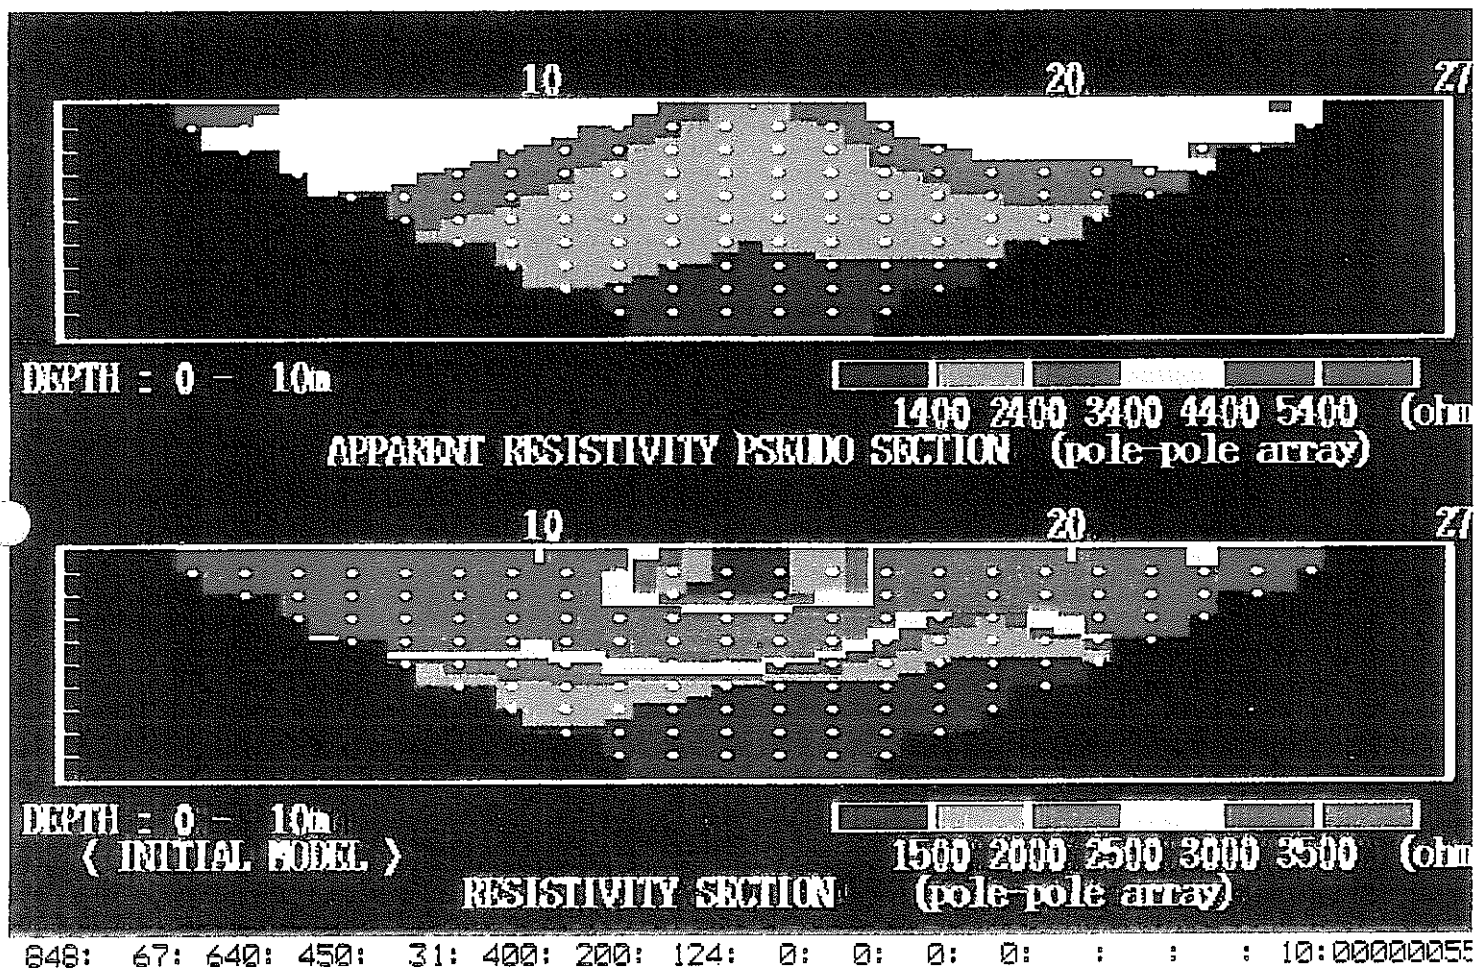 10 20 27
DEPTH : 0 - 10m
1400 2400 3400 4400 5400 (ohm
APPARENT RESISTIVITY PSEUDO SECTION (pole-pole array)
10 20 27
DEPTH : 0 - 10m
1500 2000 2500 3000 3500 (ohm
( INITIAL MODEL )
RESISTIVITY SECTION (pole-pole array)
848: 67: 640: 450: 31: 400: 200: 124: 0: 0: 0: 0: : : : 10:00000055